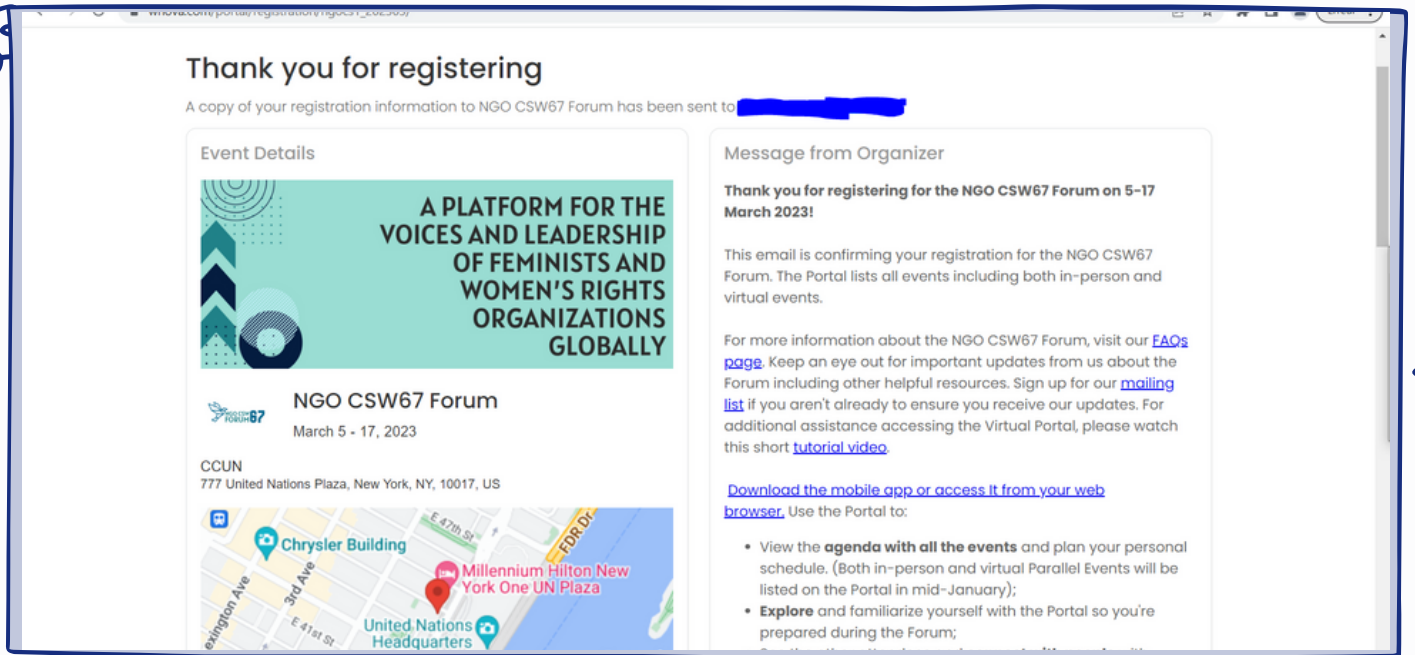 Thank you for registering
A copy of your registration information to NGO CSW67 Forum has been sent to
Event Details
A PLATFORM FOR THE
VOICES AND LEADERSHIP
OF FEMINISTS AND
WOMEN'S RIGHTS
ORGANIZATIONS
GLOBALLY
NGO CSW
FORUM 67
NGO CSW67 Forum
March 5 - 17, 2023
CCUN
777 United Nations Plaza, New York, NY, 10017, US
E 47th St
FDR Dr
Chrysler Building
3rd Ave
Millennium Hilton New
York One UN Plaza
E 41st St
United Nations
Headquarters
Message from Organizer
Thank you for registering for the NGO CSW67 Forum on 5-17
March 2023!
This email is confirming your registration for the NGO CSW67
Forum. The Portal lists all events including both in-person and
virtual events.
For more information about the NGO CSW67 Forum, visit our FAQs
page. Keep an eye out for important updates from us about the
Forum including other helpful resources. Sign up for our mailing
list if you aren't already to ensure you receive our updates. For
additional assistance accessing the Virtual Portal, please watch
this short tutorial video.
Download the mobile app or access It from your web
browser. Use the Portal to:
• View the agenda with all the events and plan your personal
schedule. (Both in-person and virtual Parallel Events will be
listed on the Portal in mid-January);
• Explore and familiarize yourself with the Portal so you're
prepared during the Forum;